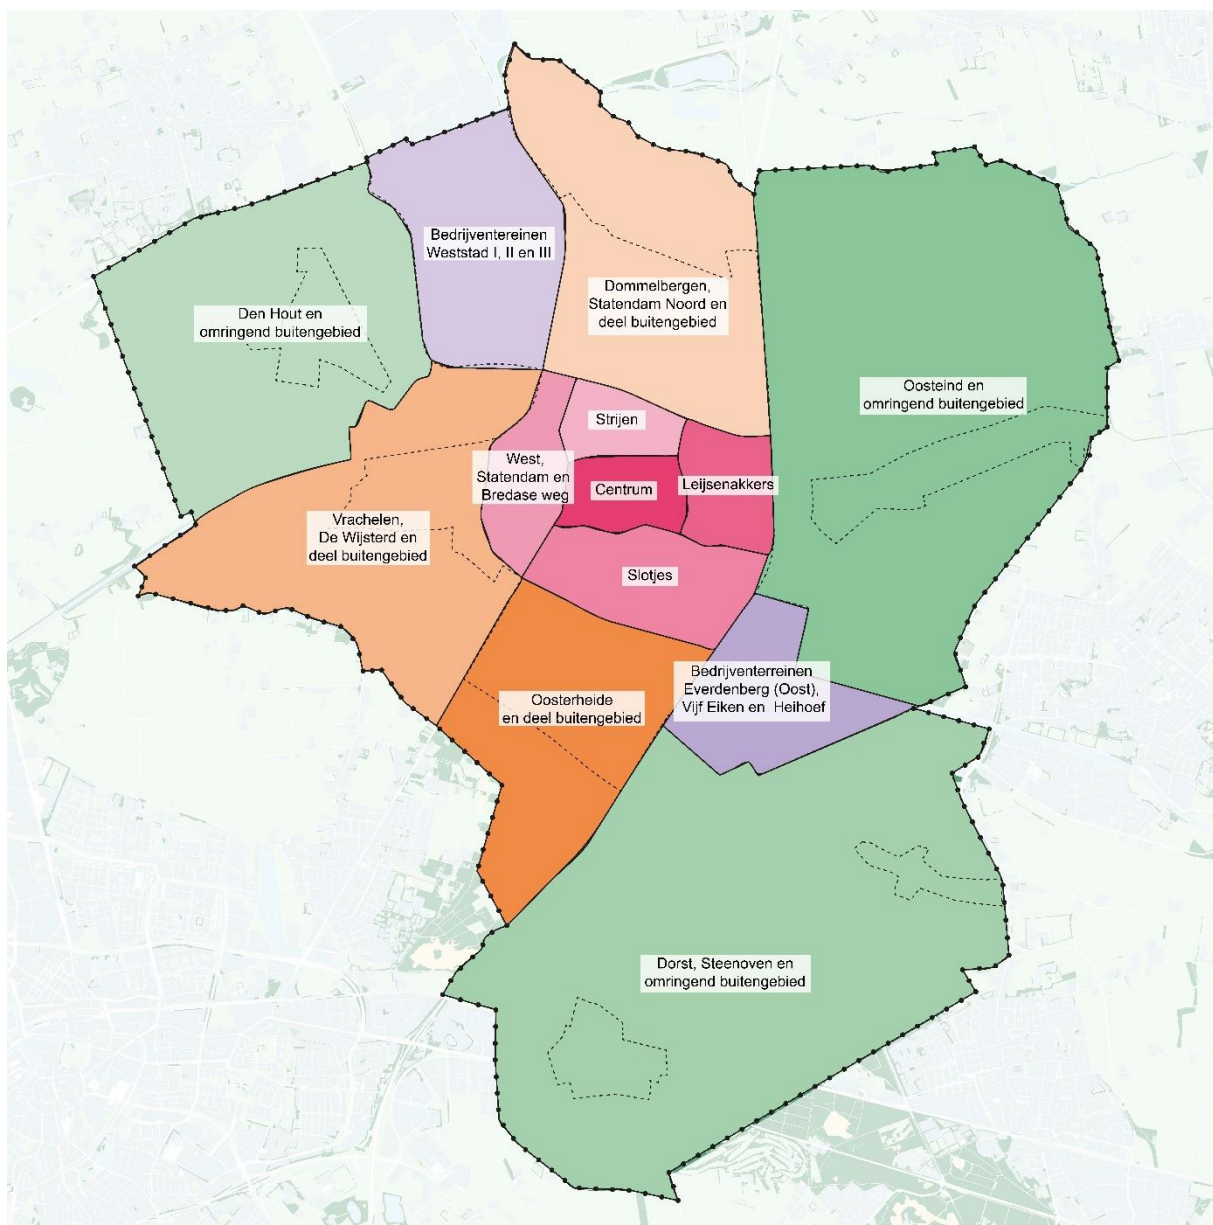 Bedrijventereinen
Weststad I, II en III
Dommelbergen,
Statendam Noord en
deel buitengebied
Den Hout en
omringend buitengebied
Oosteind en
omringend buitengebied
Strijen
West,
Statendam en
Bredase weg
Centrum
Leijsenakkers
Vrachelen,
De Wijsterd en
deel buitengebied
Slotjes
Bedrijventerreinen
Everdenberg (Oost),
Vijf Eiken en Heihoef
Oosterheide
en deel buitengebied
Dorst, Steenoven en
omringend buitengebied